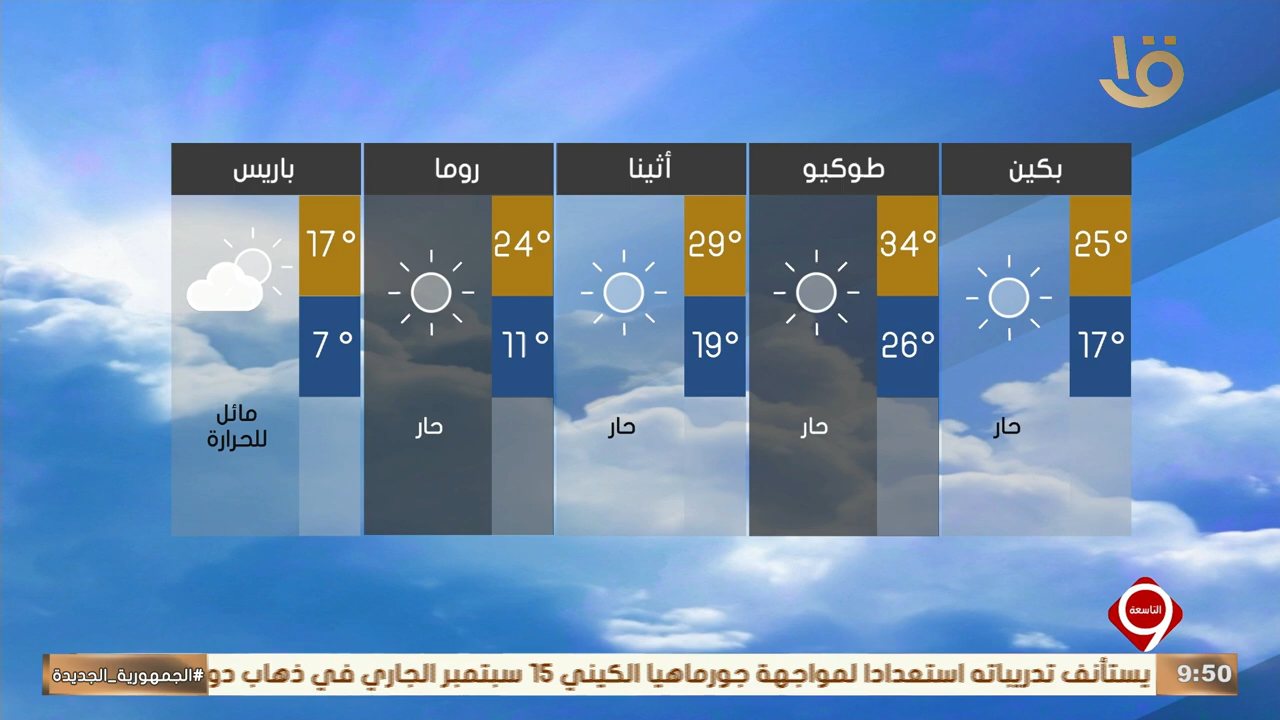 بكين
25°
17°
حار
طوكيو
34°
26°
حار
أثينا
29°
19°
حار
روما
24°
11°
حار
باريس
17°
7°
مائل
للحرارة
التاسعة
9
9:50
يستأنف تدريباته استعدادا لمواجهة جورماهيا الكيني 15 سبتمبر الجاري في ذهاب دو
#الجمهورية_الجديدة